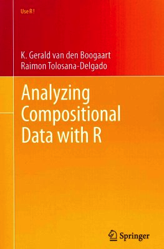 Use R!
K. Gerald van den Boogaart
Raimon Tolosana-Delgado
Analyzing
Compositional
Data with R
Springer